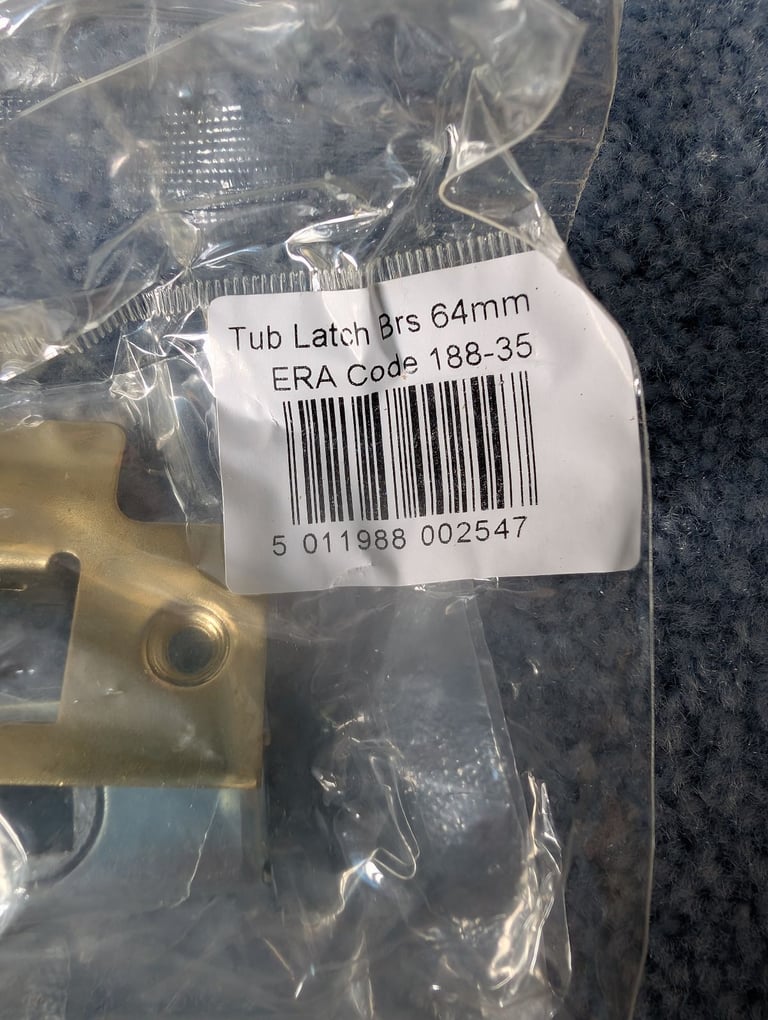 Tub Latch Brs 64mm
ERA Code 188-35
5 011988 002547